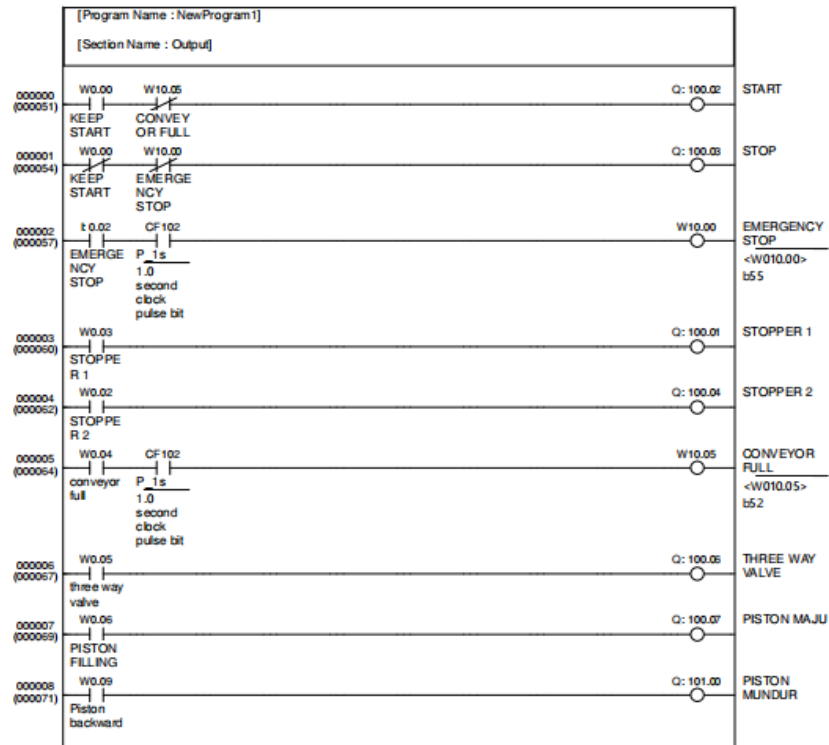 [Program Name : NewProgram1]
[Section Name : Output]
000000
(000051)
W0.00
KEEP
START
W10.05
CONVEY
OR FULL
Q: 100.02
START
000001
(000054)
W0.00
KEEP
START
W10.00
EMERGE
NCY
STOP
Q: 100.03
STOP
000002
(000057)
I: 0.02
EMERGE
NCY
STOP
CF102
P_1s
1.0
second
clock
pulse bit
W10.00
EMERGENCY
STOP
<W010.00>
b55
000003
(000060)
W0.03
STOPPE
R 1
Q: 100.01
STOPPER 1
000004
(000062)
W0.02
STOPPE
R 2
Q: 100.04
STOPPER 2
000005
(000064)
W0.04
conveyor
full
CF102
P_1s
1.0
second
clock
pulse bit
W10.05
CONVEYOR
FULL
<W010.05>
b52
000006
(000067)
W0.05
three way
valve
Q: 100.06
THREE WAY
VALVE
000007
(000069)
W0.06
PISTON
FILLING
Q: 100.07
PISTON MAJU
000008
(000071)
W0.09
Piston
backward
Q: 101.00
PISTON
MUNDUR